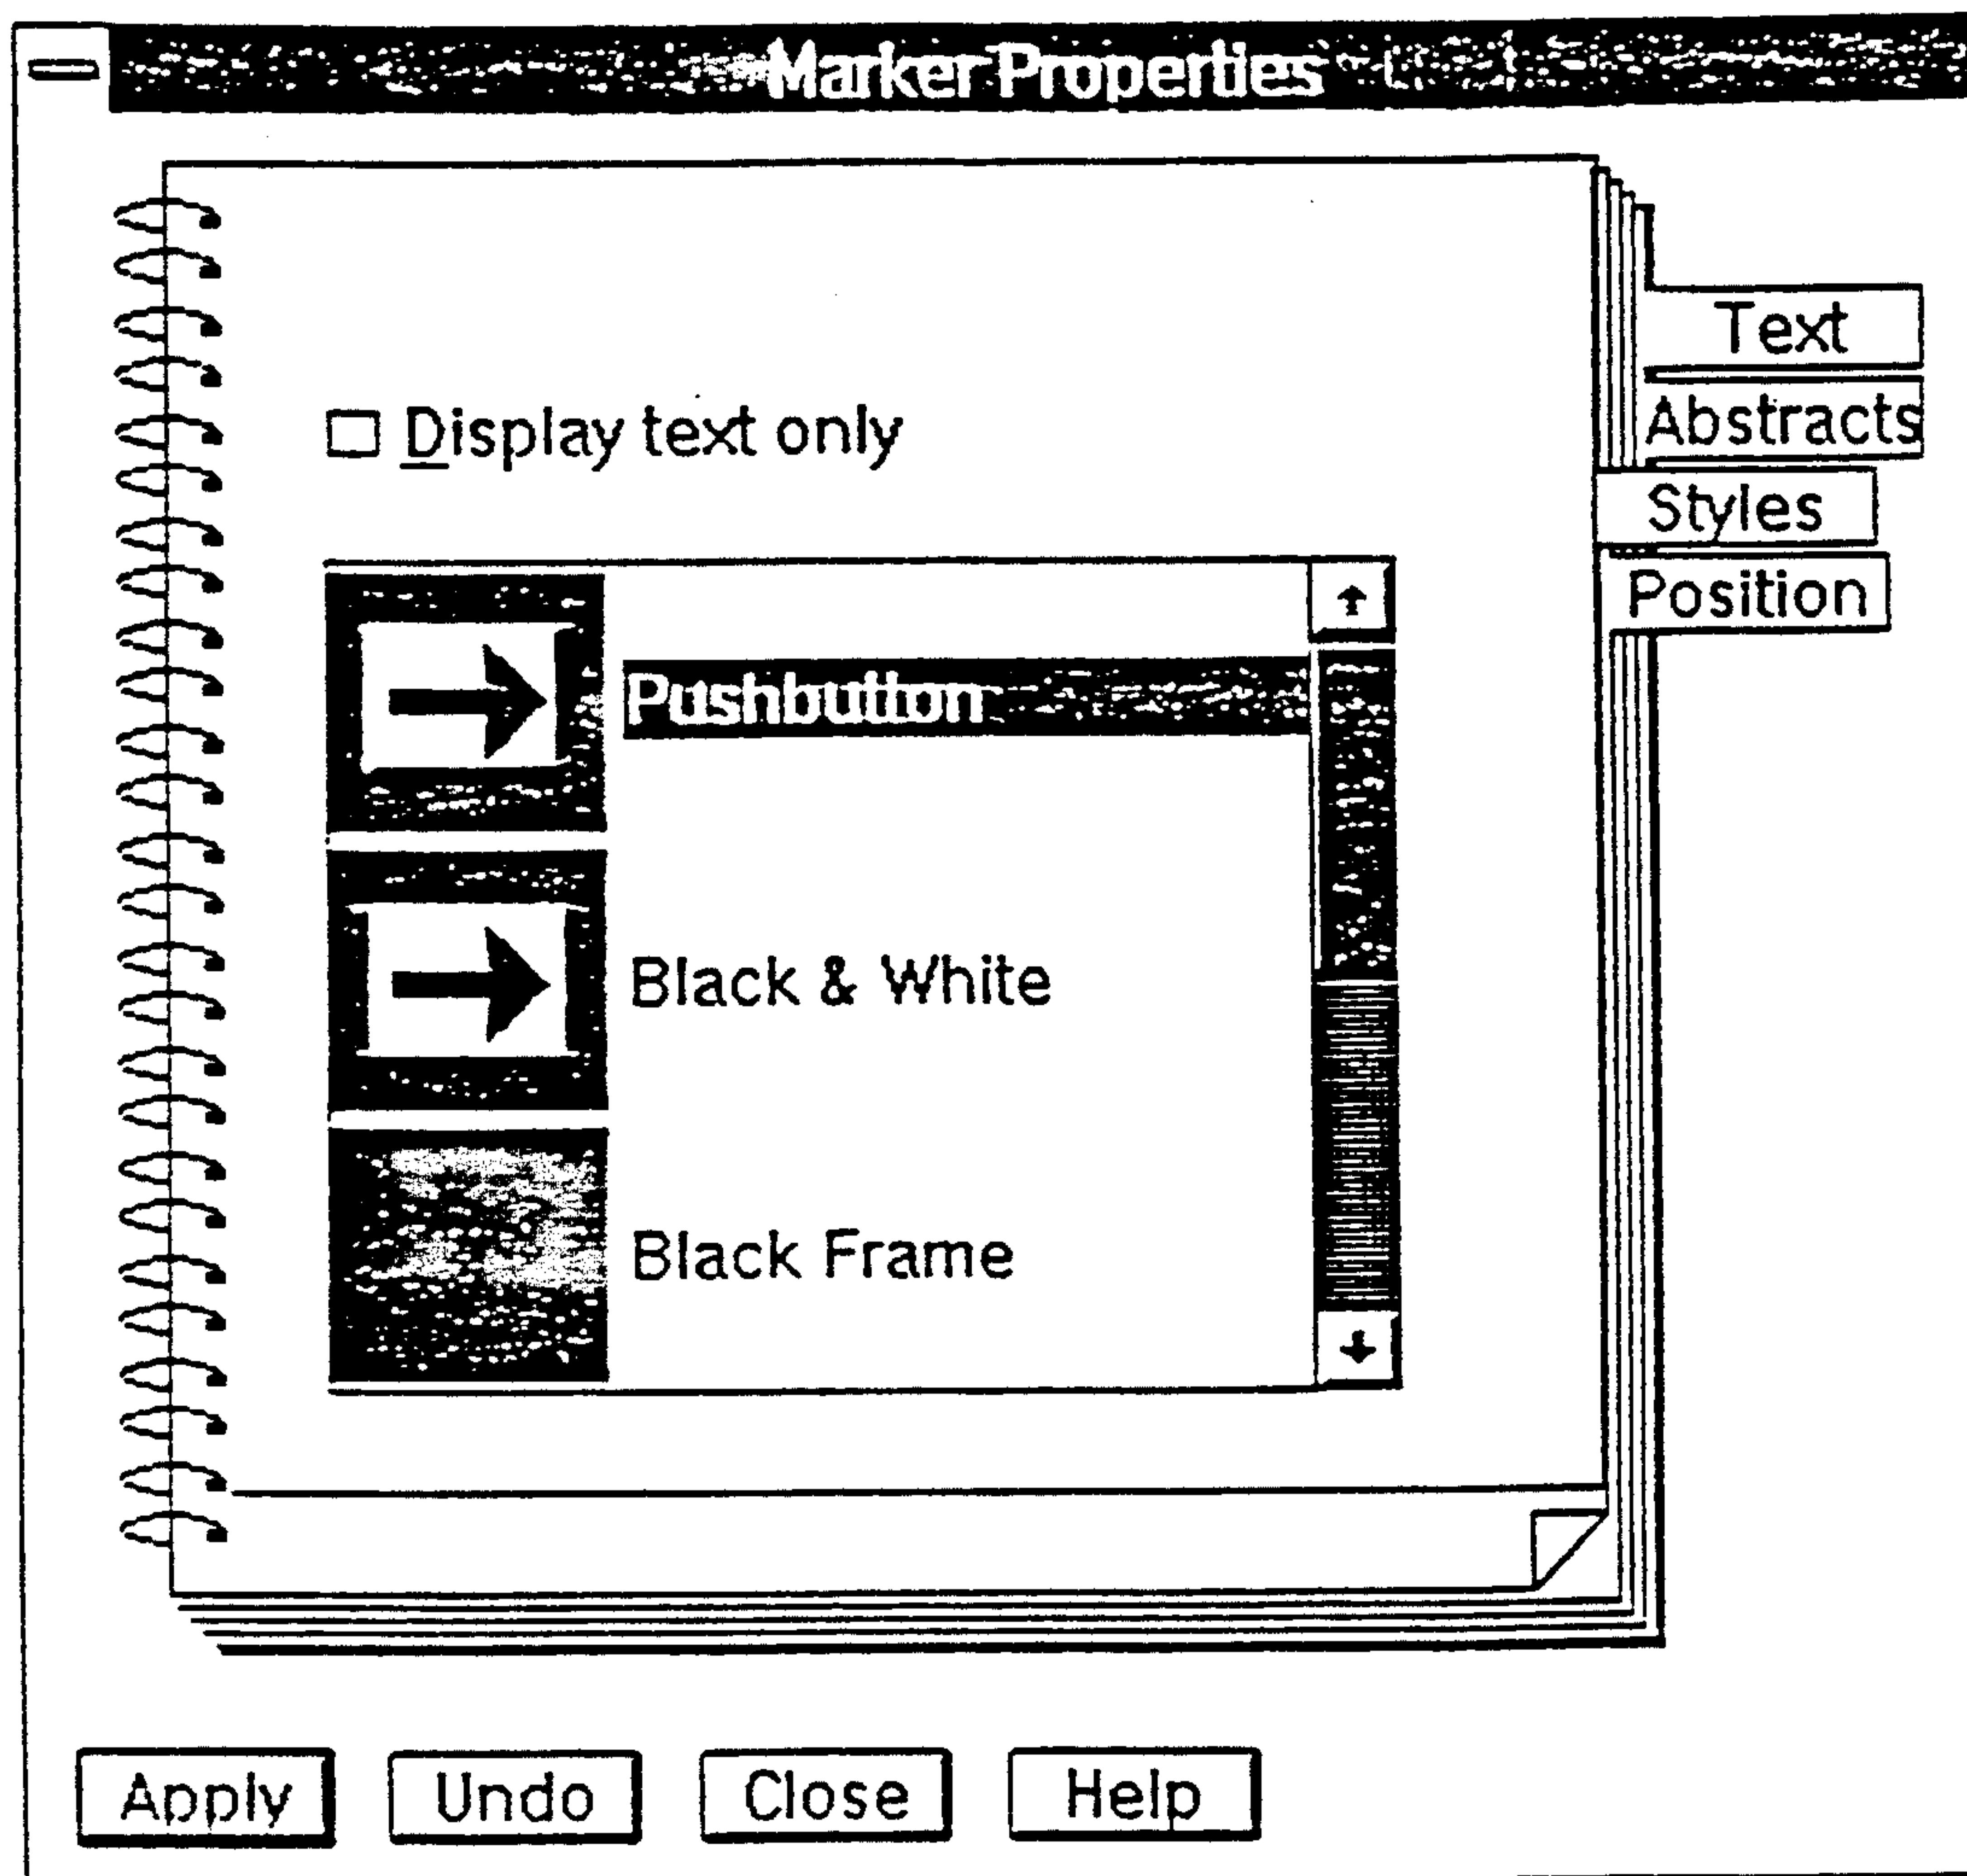 Marker Properties
Text
Abstracts
Styles
Position
Display text only
Pushbutton
Black & White
Black Frame
Apply
Undo
Close
Help